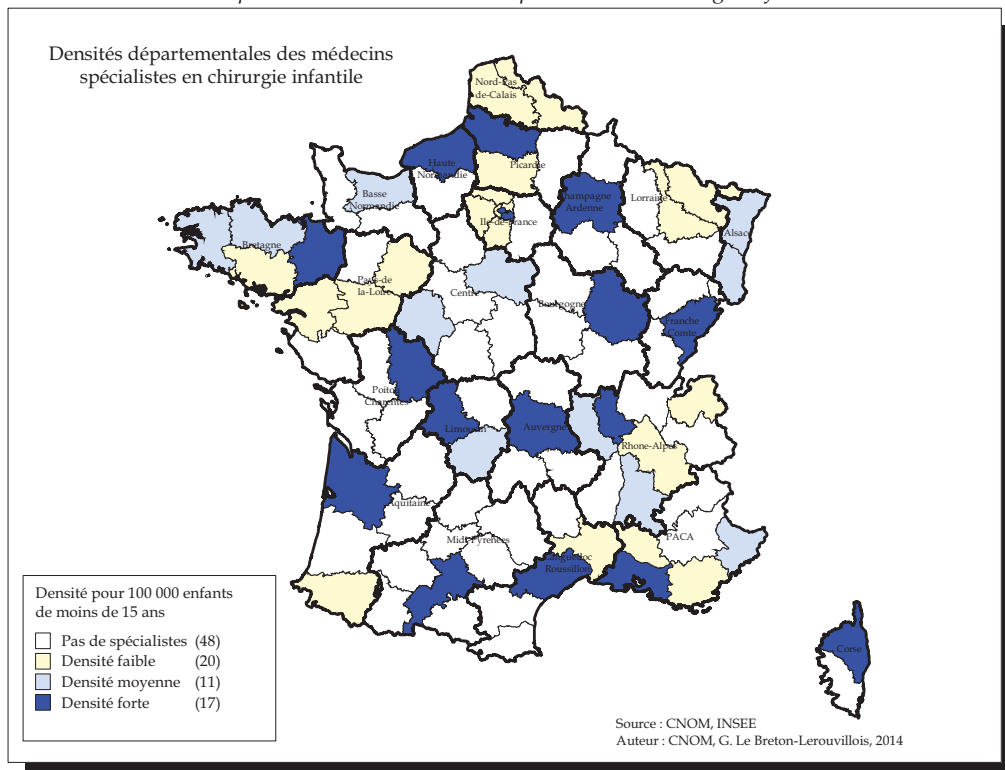 Densités départementales des médecins
spécialistes en chirurgie infantile
Nord-Pas
de-Calais
Haute
Normandie
Picardie
Basse
Normandie
Champagne
Ardenne
Lorraine
Ile-de-France
Alsace
Bretagne
Pays-de
la-Loire
Centre
Bourgogne
Franche
Comte
Poitou
Charentes
Limousin
Auvergne
Rhone-Alpes
Aquitaine
Midi-Pyrenees
PACA
Languedoc
Roussillon
Corse
Densité pour 100 000 enfants
de moins de 15 ans
Pas de spécialistes (48)
Densité faible (20)
Densité moyenne (11)
Densité forte (17)
Source : CNOM, INSEE
Auteur : CNOM, G. Le Breton-Lerouvillois, 2014